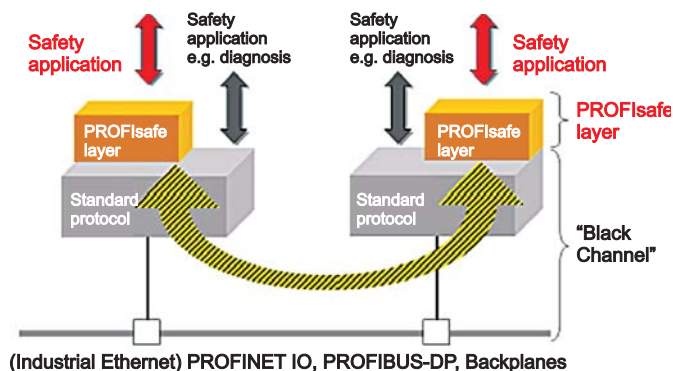 Safety
application
Safety
application
e.g. diagnosis
Safety
application
e.g. diagnosis
Safety
application
PROFIsafe
layer
PROFIsafe
layer
PROFIsafe
layer
Standard
protocol
Standard
protocol
“Black
Channel”
(Industrial Ethernet) PROFINET IO, PROFIBUS-DP, Backplanes